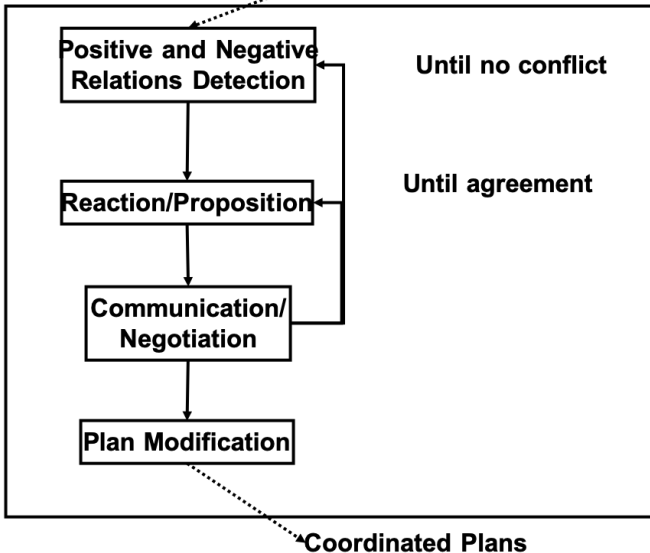 Positive and Negative
Relations Detection
Until no conflict
Until agreement
Reaction/Proposition
Communication/
Negotiation
Plan Modification
Coordinated Plans